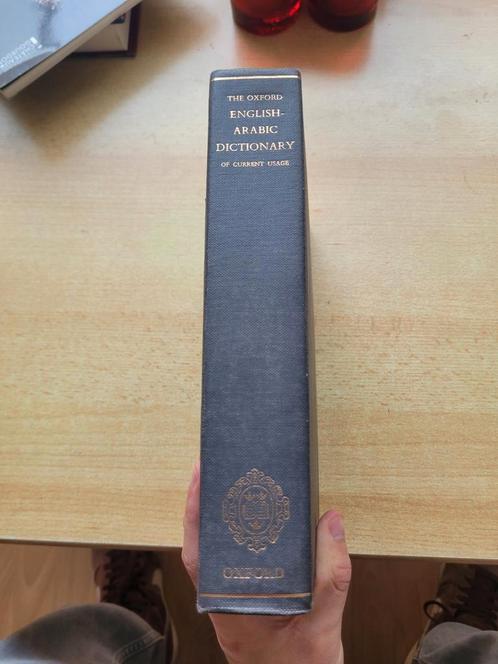 THE OXFORD
ENGLISH-
ARABIC
DICTIONARY
OF CURRENT USAGE
OXFORD